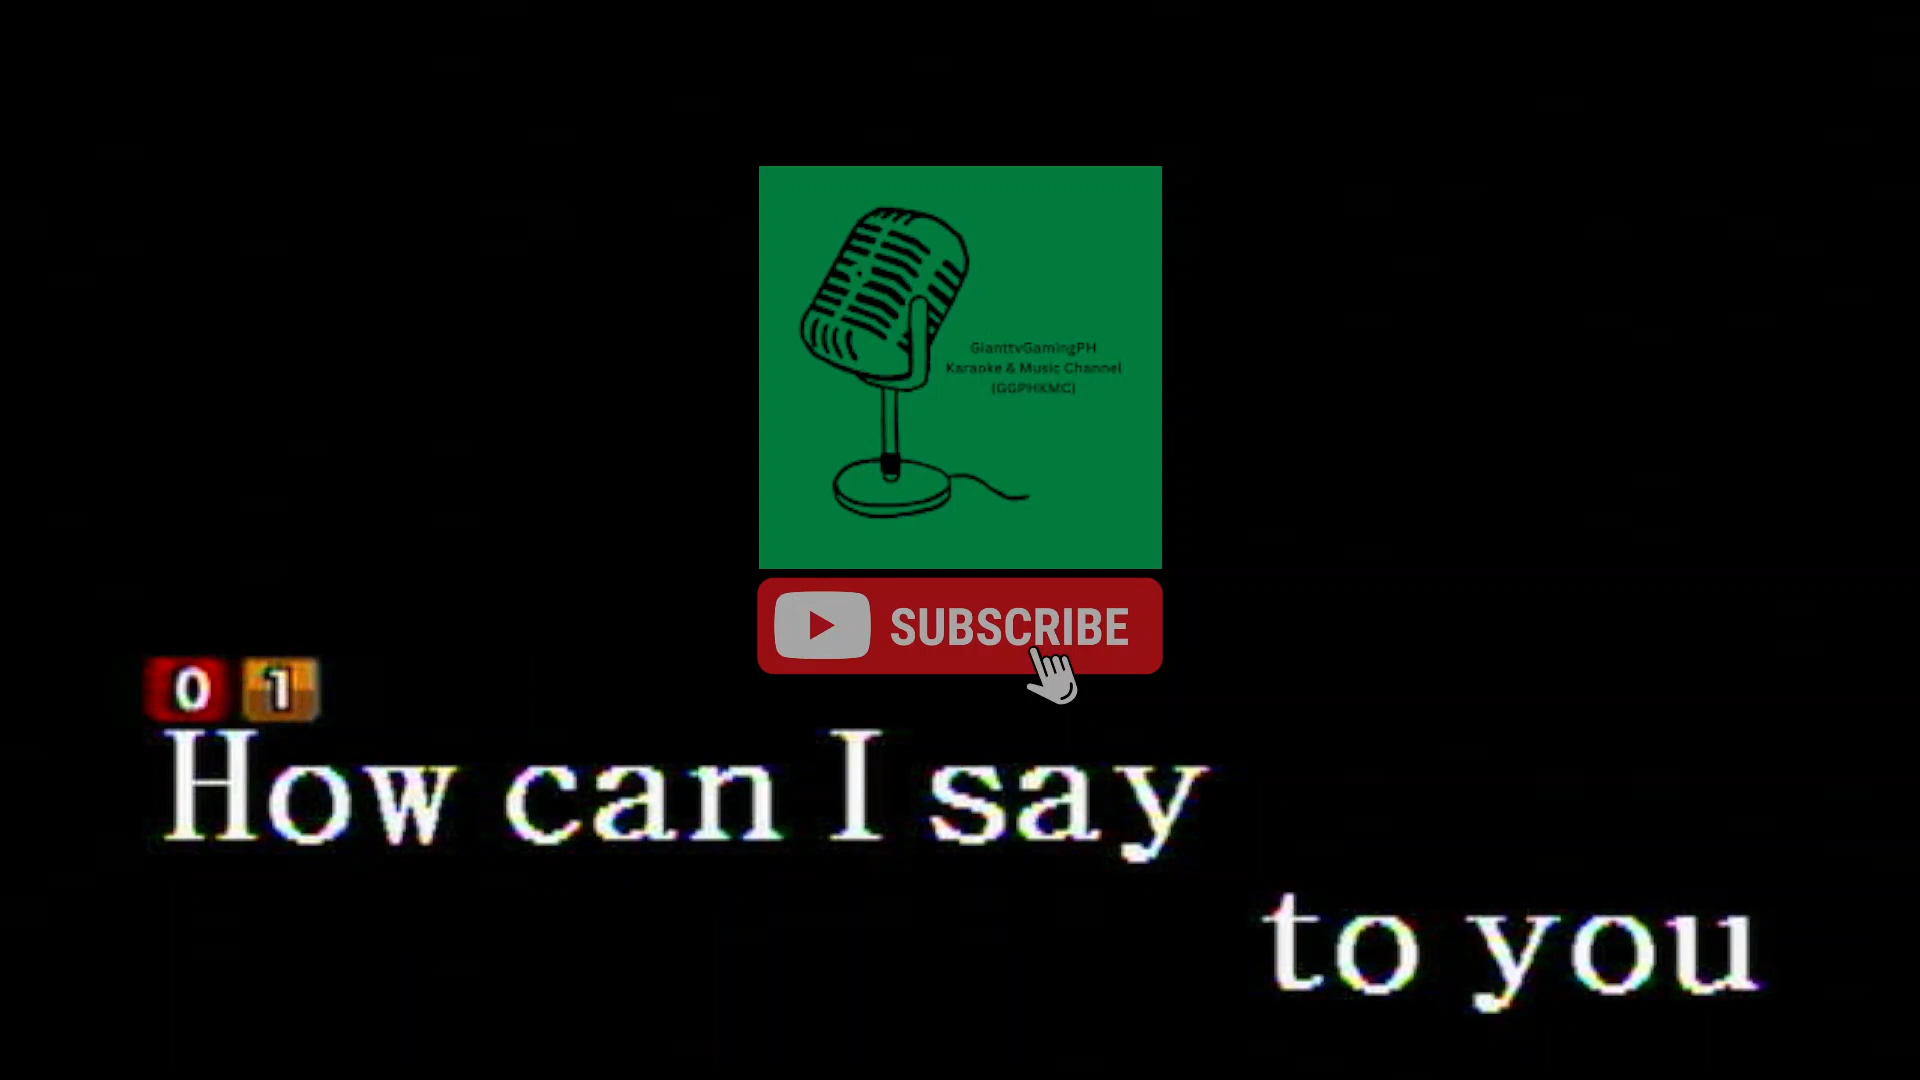 GianttvGamingPH
Karaoke & Music Channel
(GGPHKMC)
SUBSCRIBE
0 1
How can I say
to you